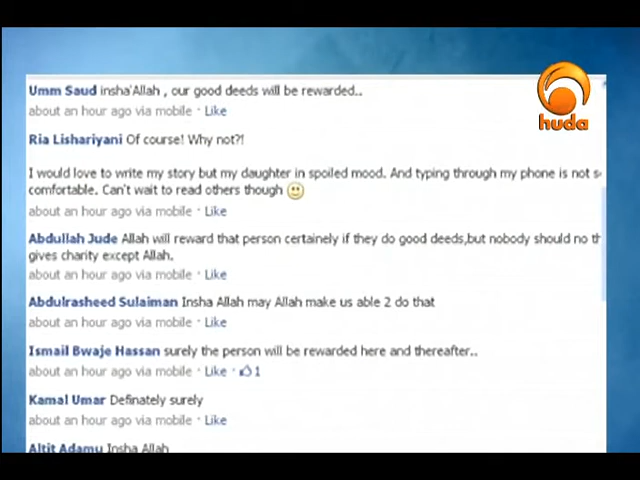 huda
Umm Saud insha'Allah , our good deeds will be rewarded..
about an hour ago via mobile · Like
Ria Lishariyani Of course! Why not?!
I would love to write my story but my daughter in spoiled mood. And typing through my phone is not
comfortable. Can't wait to read others though
about an hour ago via mobile · Like
Abdullah Jude Allah will reward that person certainely if they do good deeds,but nobody should no
gives charity except Allah.
about an hour ago via mobile · Like
Abdulrasheed Sulaiman Insha Allah may Allah make us able 2 do that
about an hour ago via mobile · Like
Ismail Bwaje Hassan surely the person will be rewarded here and thereafter..
about an hour ago via mobile · Like · 1
Kamal Umar Definately surely
about an hour ago via mobile · Like
Altit Adamu Insha Allah